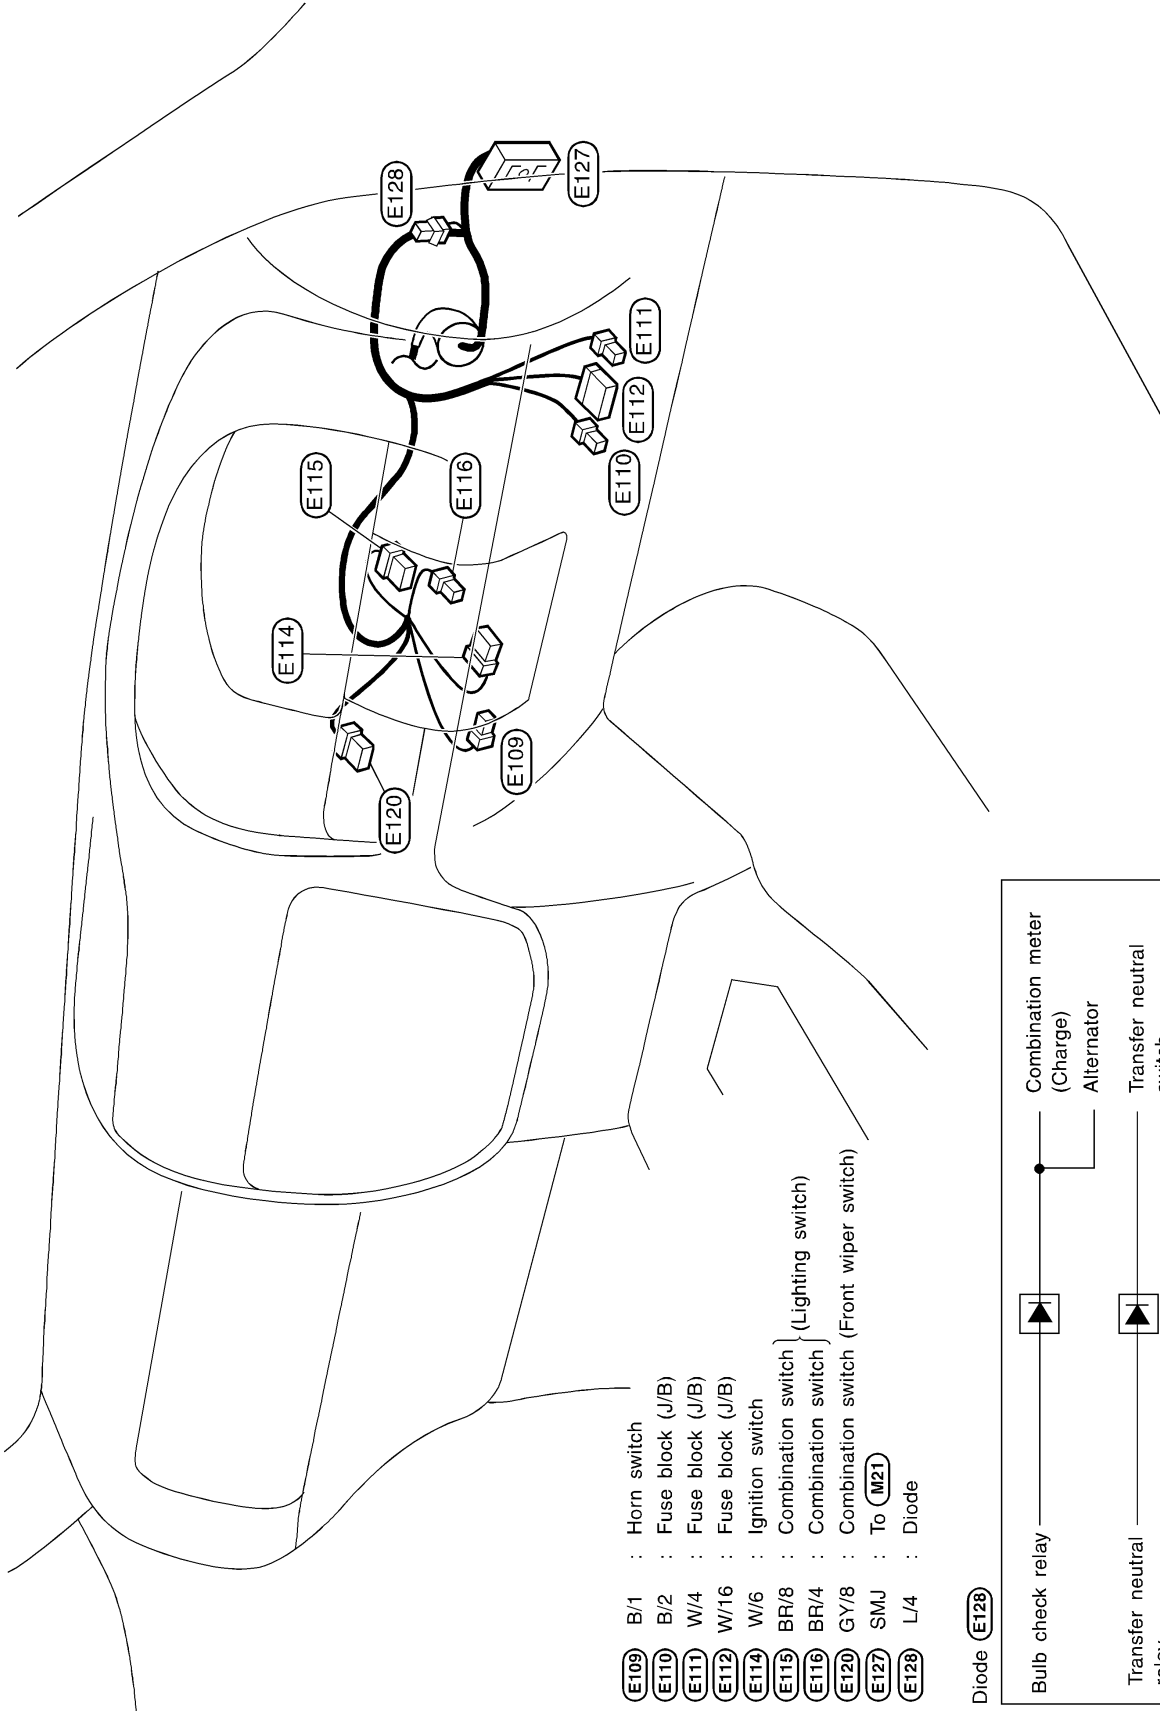 E128
E127
E111
E112
E110
E115
E116
E114
E109
E120
E109 B/1 : Horn switch
E110 B/2 : Fuse block (J/B)
E111 W/4 : Fuse block (J/B)
E112 W/16 : Fuse block (J/B)
E114 W/6 : Ignition switch
E115 BR/8 : Combination switch
E116 BR/4 : Combination switch
(Lighting switch)
E120 GY/8 : Combination switch (Front wiper switch)
E127 SMJ : To M21
E128 L/4 : Diode
Diode E128
Bulb check relay
Combination meter
(Charge)
Alternator
Transfer neutral
Transfer neutral